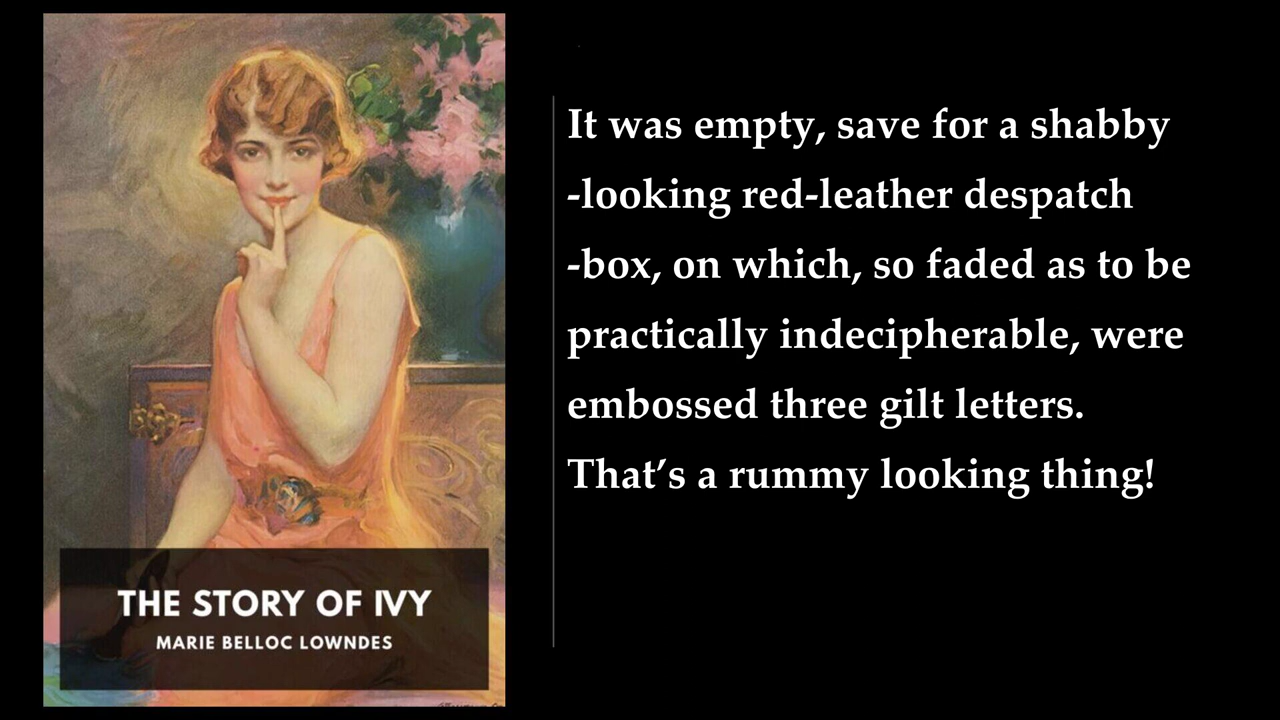 It was empty, save for a shabby
-looking red-leather despatch
-box, on which, so faded as to be
practically indecipherable, were
embossed three gilt letters.
That’s a rummy looking thing!
THE STORY OF IVY
MARIE BELLOC LOWNDES